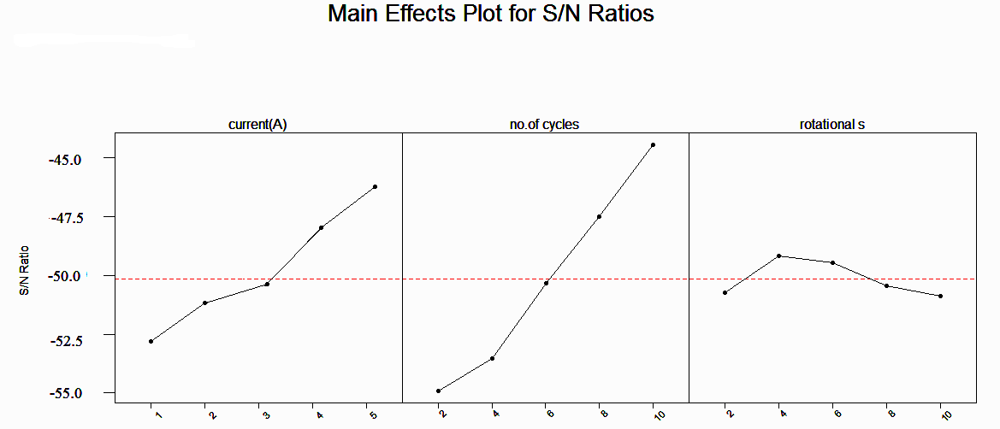 Main Effects Plot for S/N Ratios
current(A)
no.of cycles
rotational s
S/N Ratio
-45.0
-47.5
-50.0
-52.5
-55.0
1 2 3 4 5
2 4 6 8 10
2 4 6 8 10